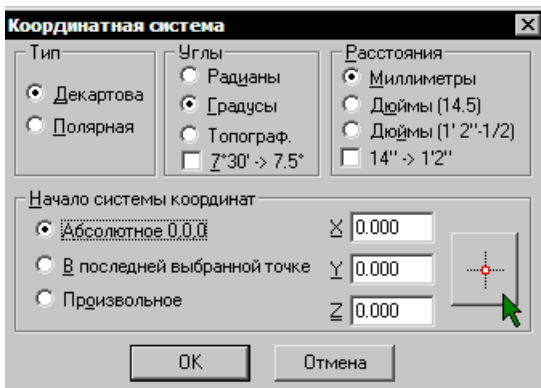 Координатная система
Тип
Декартова
Полярная
Углы
Радианы
Градусы
Топограф.
7°30' -> 7.5°
Расстояния
Миллиметры
Дюймы (14.5)
Дюймы (1' 2"-1/2)
14" -> 1'2"
Начало системы координат
Абсолютное 0,0,0
В последней выбранной точке
Произвольное
X 0.000
Y 0.000
Z 0.000
OK
Отмена